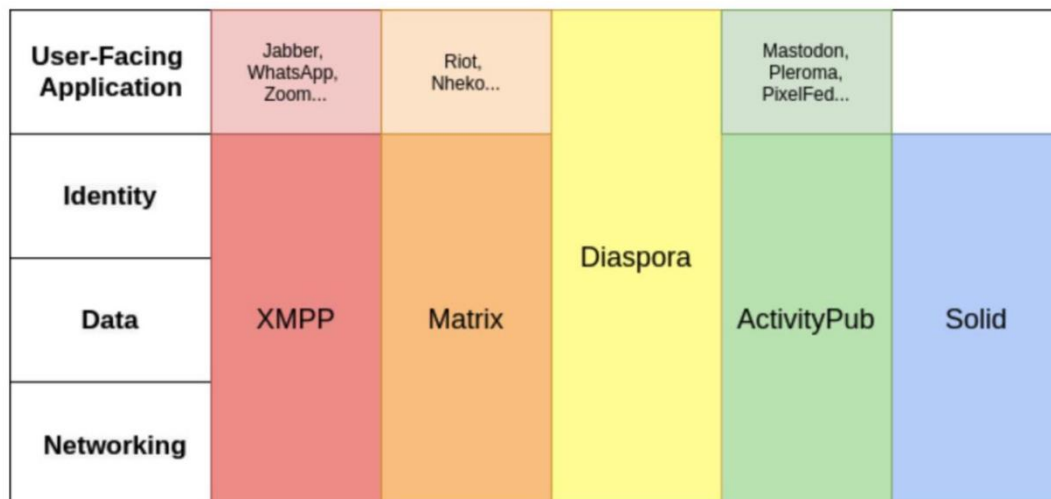 User-Facing
Application
Jabber,
WhatsApp,
Zoom...
Riot,
Nheko...
Mastodon,
Pleroma,
PixelFed...
Identity
Diaspora
Data
XMPP
Matrix
ActivityPub
Solid
Networking